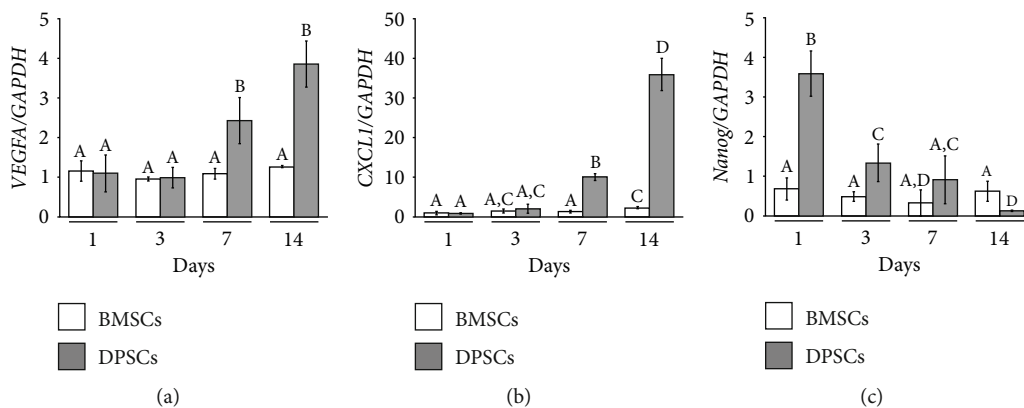 VEGFA/GAPDH
5
4
3
2
1
0
A
A
A
A
A
B
A
B
1
3
7
14
Days
BMSCs
DPSCs
(a)
CXCL1/GAPDH
50
40
30
20
10
0
A
A
A,C
A,C
A
B
C
D
1
3
7
14
Days
BMSCs
DPSCs
(b)
Nanog/GAPDH
5
4
3
2
1
0
A
B
A
C
A,D
A,C
A
D
1
3
7
14
Days
BMSCs
DPSCs
(c)